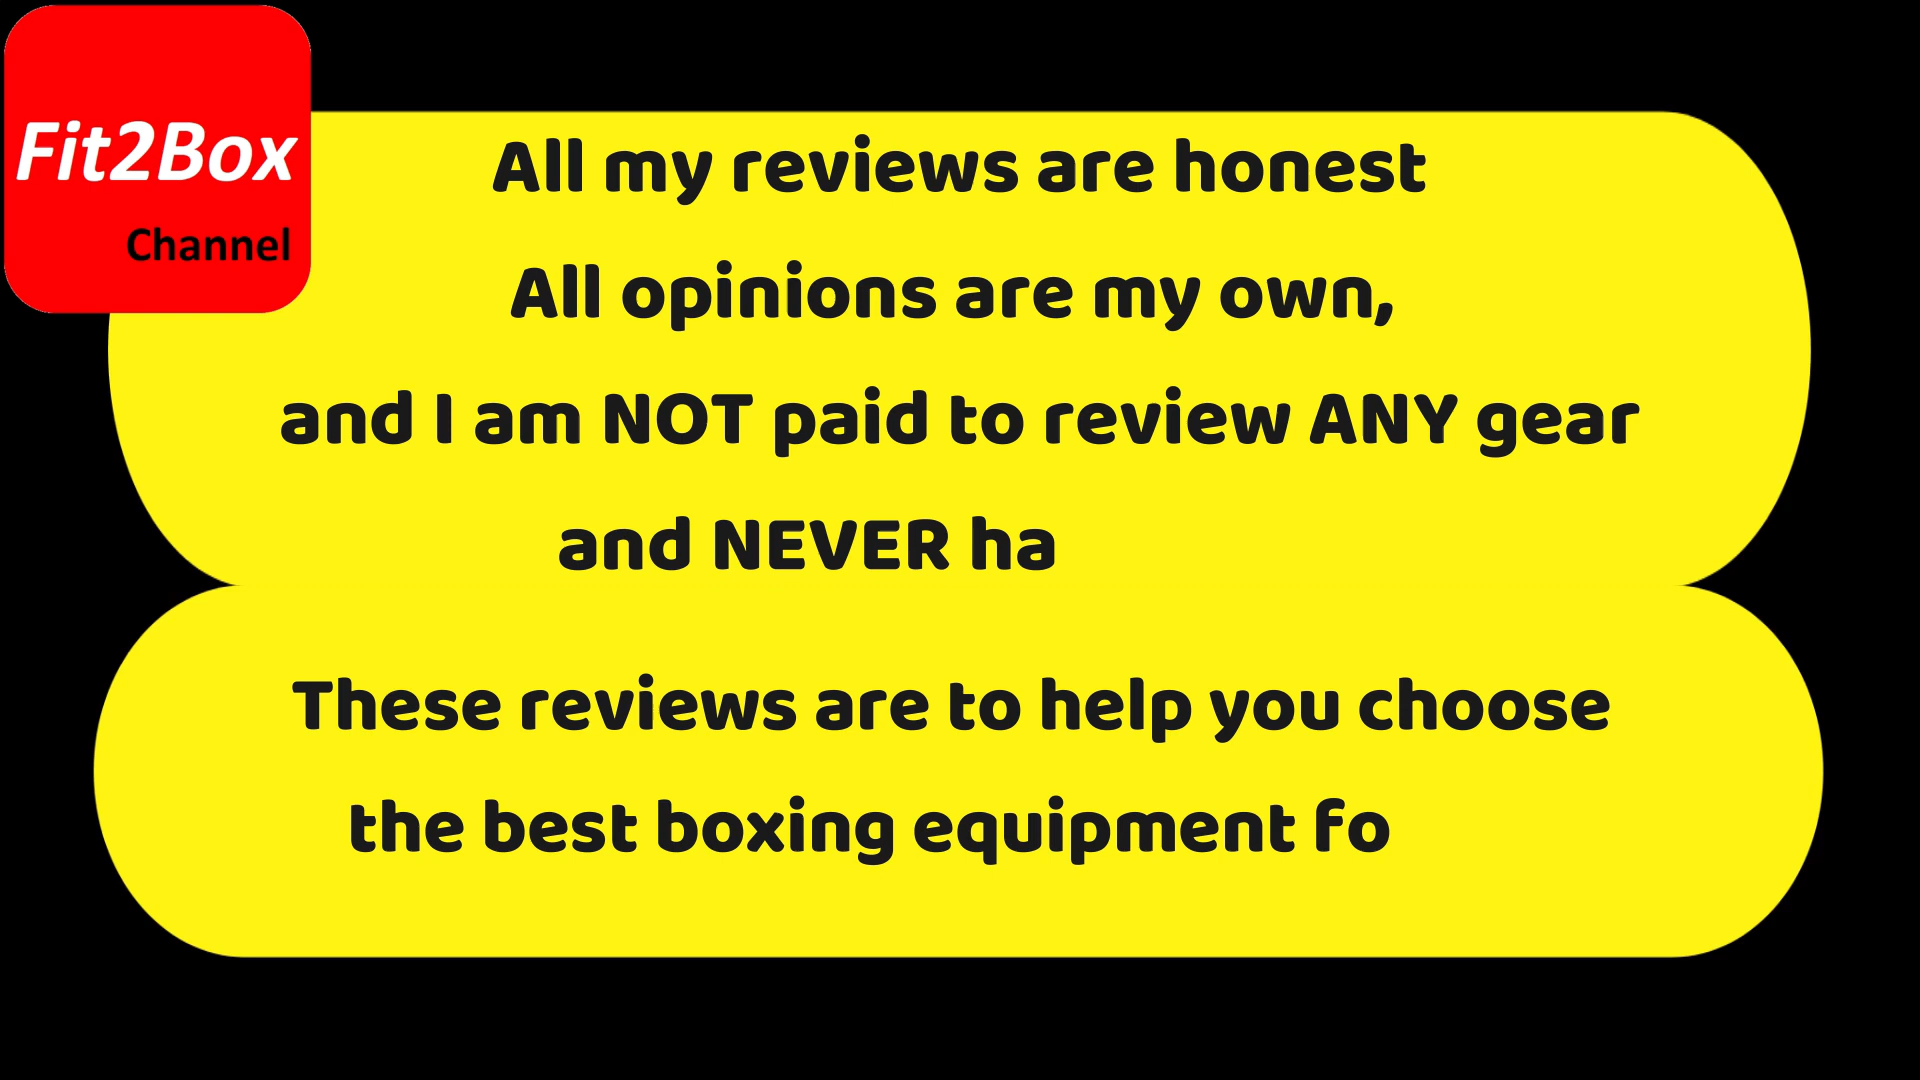 Fit2Box
Channel
All my reviews are honest
All opinions are my own,
and I am NOT paid to review ANY gear
and NEVER ha
These reviews are to help you choose
the best boxing equipment fo